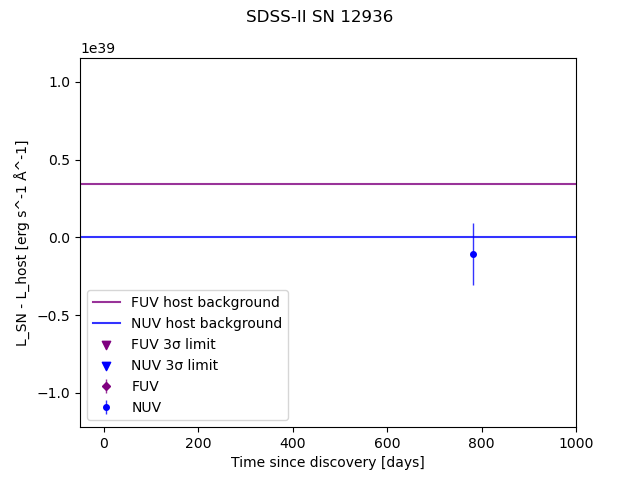 SDSS-II SN 12936
1e39
1.0
0.5
0.0
−0.5
−1.0
L_SN - L_host [erg s^-1 Å^-1]
FUV host background
NUV host background
FUV 3σ limit
NUV 3σ limit
FUV
NUV
0 200 400 600 800 1000
Time since discovery [days]